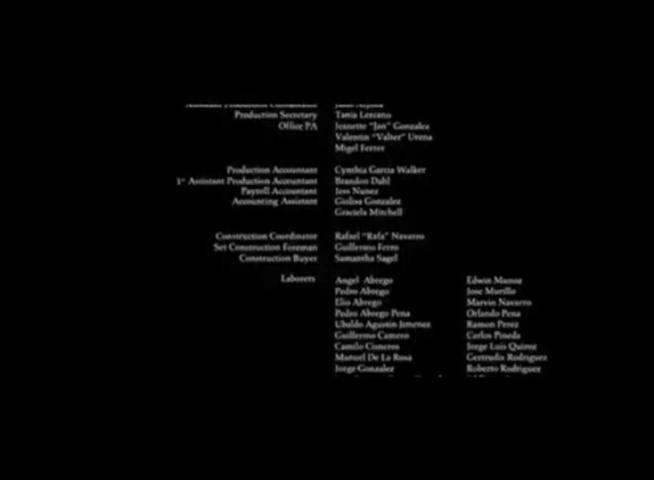 Production Secretary Tania Lezcano
Office PA Jeanette "Jan" Gonzalez
Valentin "Valter" Urena
Migel Ferrer
Production Accountant Cynthia Garcia Walker
1st Assistant Production Accountant Brandon Dahl
Payroll Accountant Jess Nunez
Accounting Assistant Giolisa Gonzalez
Graciela Mitchell
Construction Coordinator Rafael "Rafa" Navarro
Set Construction Foreman Guillermo Ferro
Construction Buyer Samantha Sagel
Laborers Angel Abrego Edwin Munoz
Pedro Abrego Jose Murillo
Elio Abrego Marvin Navarro
Pedro Abrego Pena Orlando Pena
Ubaldo Agustin Jimenez Ramon Perez
Guillermo Camero Carlos Pineda
Camilo Cisneros Jorge Luis Quiroz
Manuel De La Rosa Gertrudis Rodriguez
Jorge Gonzalez Roberto Rodriguez